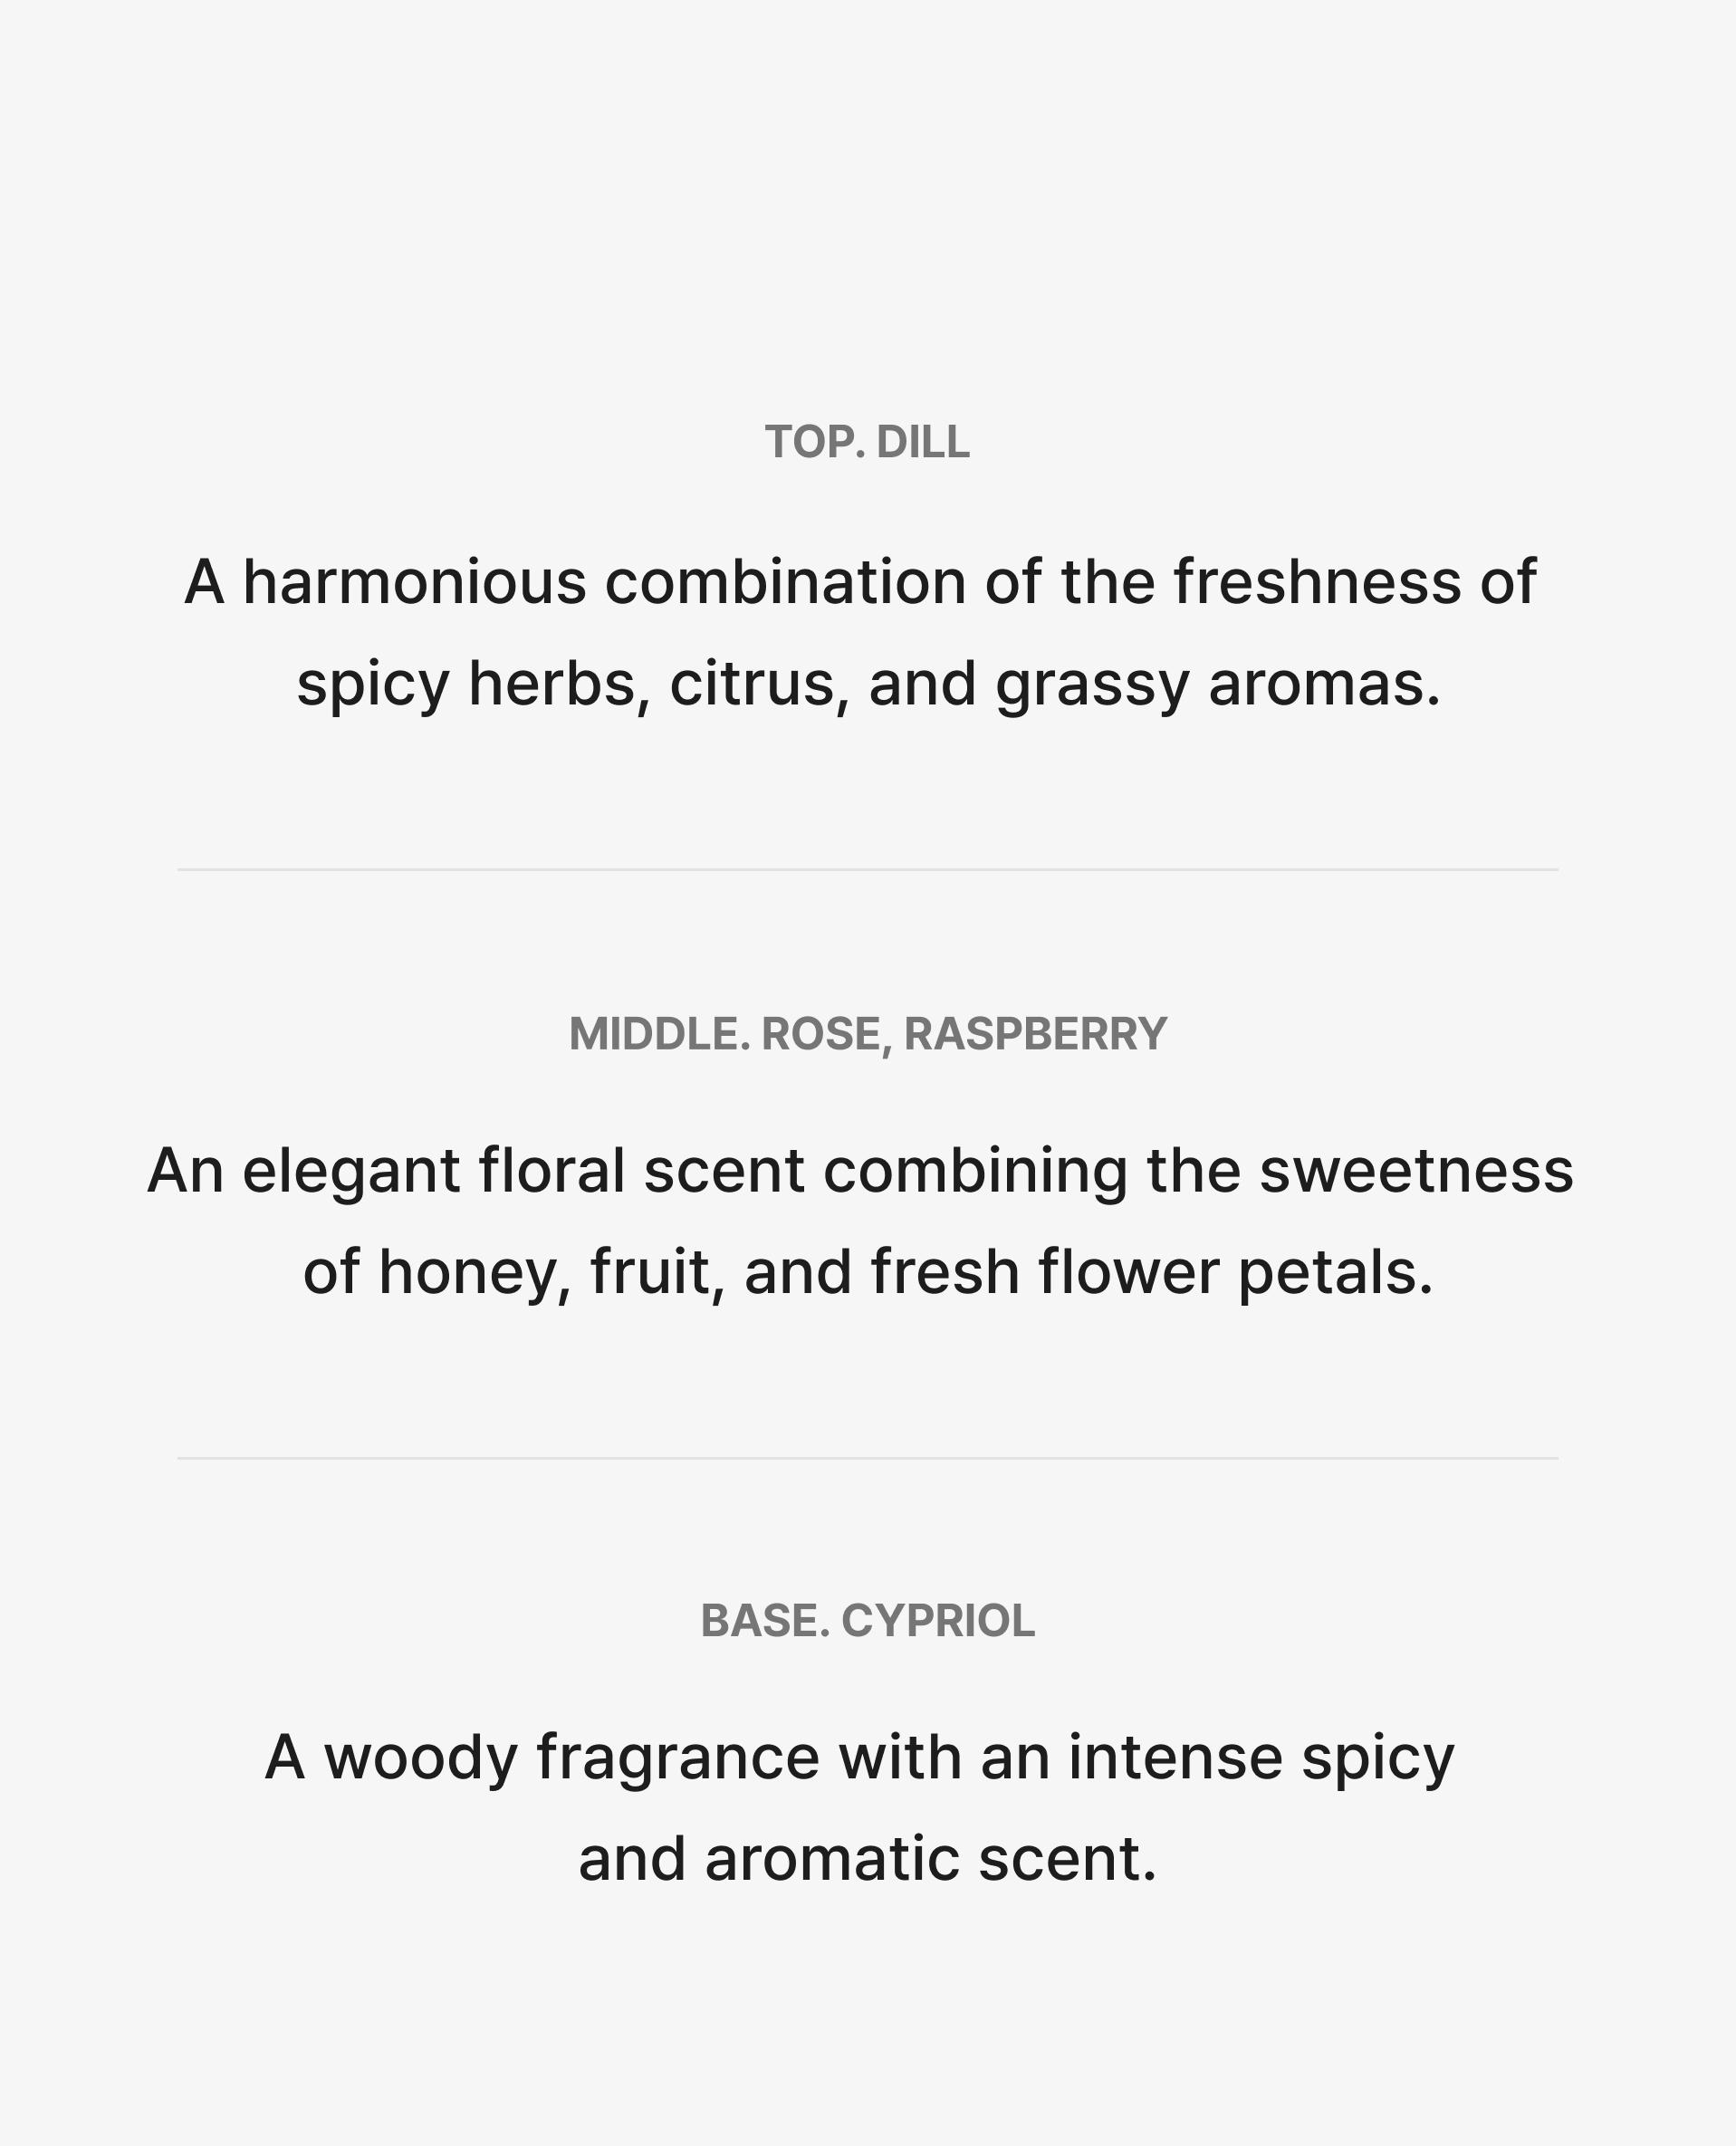 TOP. DILL
A harmonious combination of the freshness of
spicy herbs, citrus, and grassy aromas.
MIDDLE. ROSE, RASPBERRY
An elegant floral scent combining the sweetness
of honey, fruit, and fresh flower petals.
BASE. CYPRIOL
A woody fragrance with an intense spicy
and aromatic scent.